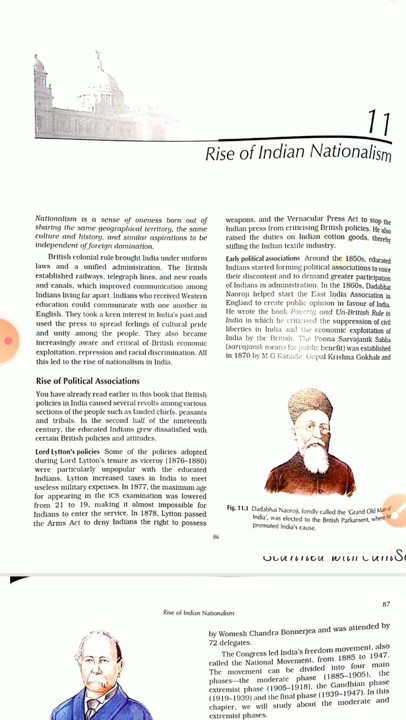 11
Rise of Indian Nationalism
Nationalism is a sense of oneness born out of
sharing the same geographical territory, the same
culture and history, and similar aspirations to be
independent of foreign domination.
British colonial rule brought India under uniform
laws and a unified administration. The British
established railways, telegraph lines, and new roads
and canals, which improved communication among
Indians living far apart. Indians who received Western
education could communicate with one another in
English. They took a keen interest in India's past and
used the press to spread feelings of cultural pride
and unity among the people. They also became
increasingly aware and critical of British economic
exploitation, repression and racial discrimination. All
this led to the rise of nationalism in India.
Rise of Political Associations
You have already read earlier in this book that British
policies in India caused several revolts among various
sections of the people such as landed chiefs, peasants
and tribals. In the second half of the nineteenth
century, the educated Indians grew dissatisfied with
certain British policies and attitudes.
Lord Lytton's policies Some of the policies adopted
during Lord Lytton's tenure as viceroy (1876–1880)
were particularly unpopular with the educated
Indians. Lytton increased taxes in India to meet
useless military expenses. In 1877, the maximum age
for appearing in the ICS examination was lowered
from 21 to 19, making it almost impossible for
Indians to enter the service. In 1878, Lytton passed
the Arms Act to deny Indians the right to possess
weapons, and the Vernacular Press Act to stop the
Indian press from criticising British policies. He also
raised the duties on Indian cotton goods, thereby
stifling the Indian textile industry.
Early political associations Around the 1850s, educated
Indians started forming political associations to voice
their discontent and to demand greater participation
of Indians in administration. In the 1860s, Dadabhai
Naoroji helped start the East India Association in
England to create public opinion in favour of India.
He wrote the book Poverty and Un-British Rule in
India in which he criticised the suppression of civil
liberties in India and the economic exploitation of
India by the British. The Poona Sarvajanik Sabha
(sarvajanik means for public benefit) was established
in 1870 by M G Ranade, Gopal Krishna Gokhale and
Fig. 11.1 Dadabhai Naoroji, fondly called the 'Grand Old Man of
India', was elected to the British Parliament, where he
promoted India's cause.
86
Scanned with CamS
87
Rise of Indian Nationalism
by Womesh Chandra Bonnerjea and was attended by
72 delegates.
The Congress led India's freedom movement, also
called the National Movement, from 1885 to 1947.
The movement can be divided into four main
phases—the moderate phase (1885–1905), the
extremist phase (1905–1918), the Gandhian phase
(1919–1939) and the final phase (1939–1947). In this
chapter, we will study about the moderate and
extremist phases.